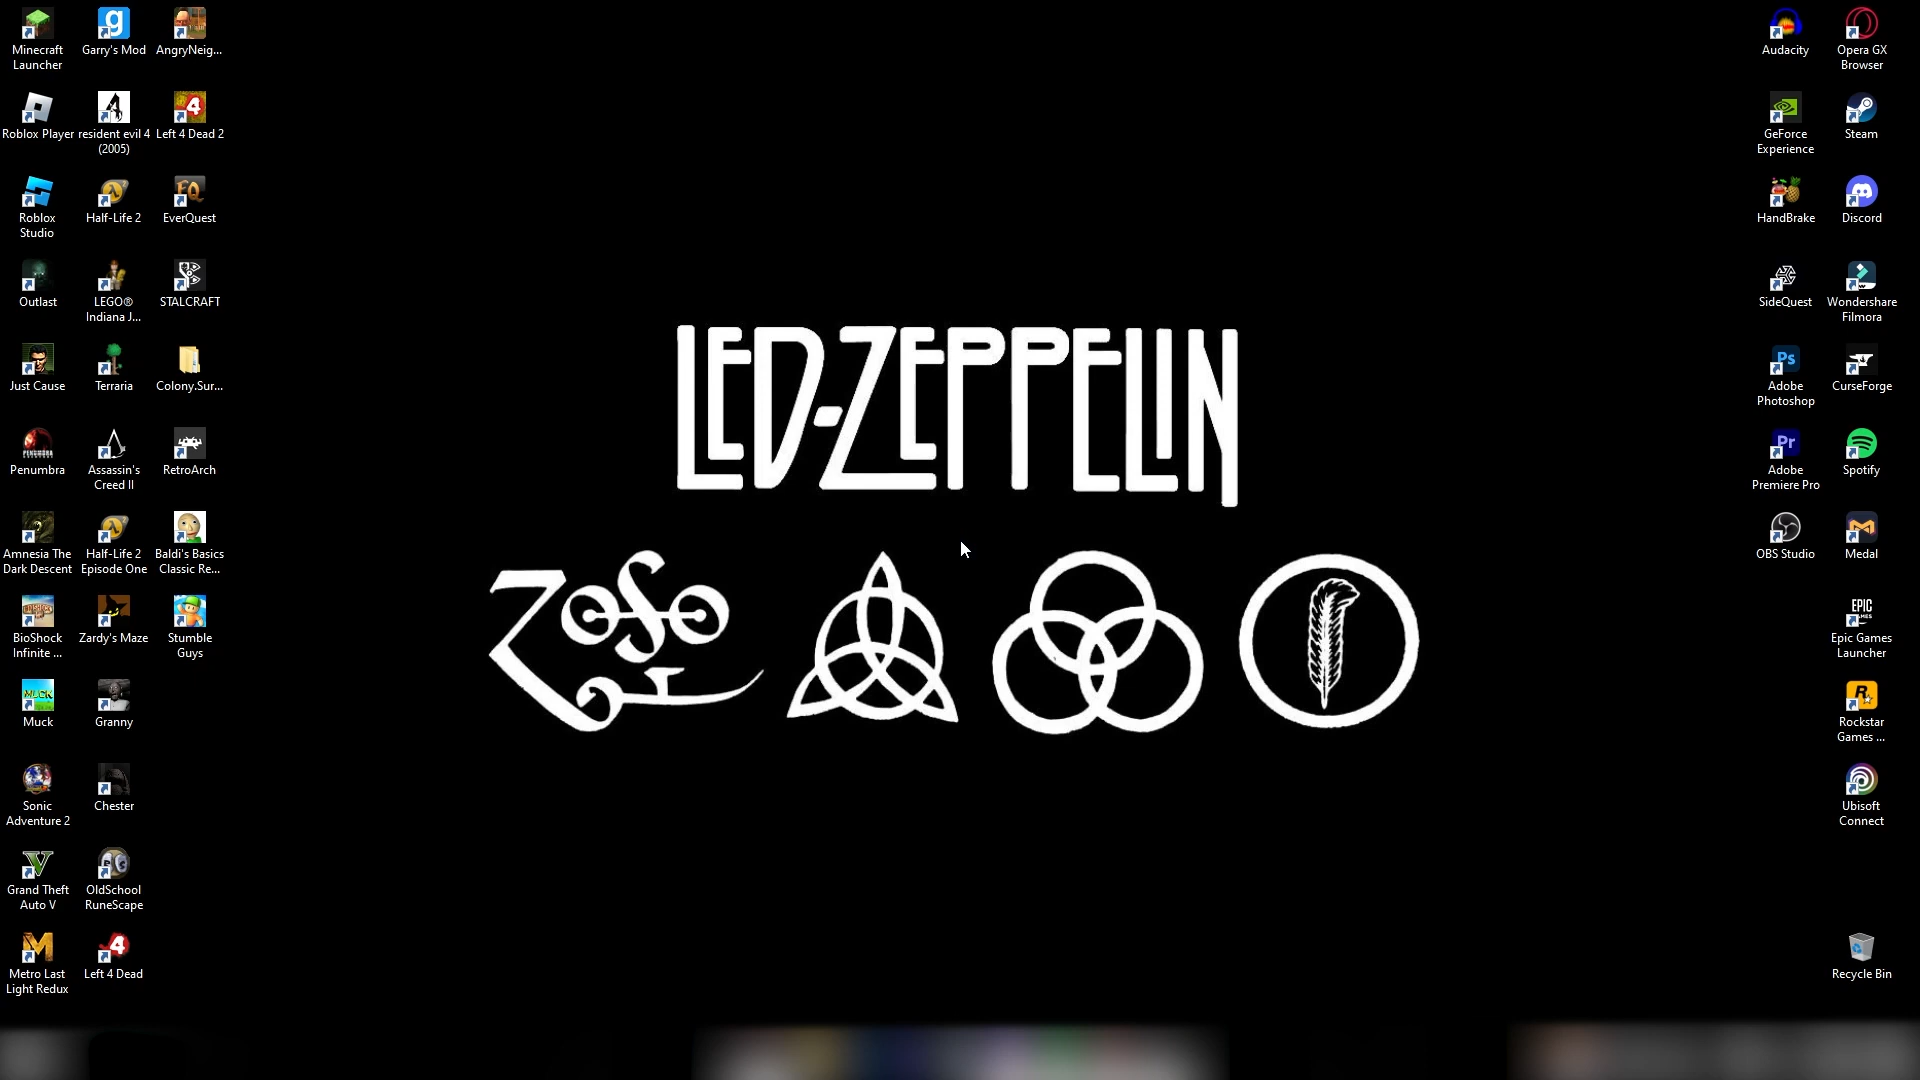 Minecraft
Launcher
Garry's Mod
AngryNeig...
Roblox Player
resident evil 4
(2005)
Left 4 Dead 2
Roblox
Studio
Half-Life 2
EverQuest
Outlast
LEGO®
Indiana J...
STALCRAFT
Just Cause
Terraria
Colony.Sur...
Penumbra
Assassin's
Creed II
RetroArch
Amnesia The
Dark Descent
Half-Life 2
Episode One
Baldi's Basics
Classic Re...
BioShock
Infinite ...
Zardy's Maze
Stumble
Guys
Muck
Granny
Sonic
Adventure 2
Chester
Grand Theft
Auto V
OldSchool
RuneScape
Metro Last
Light Redux
Left 4 Dead
LED-ZEPPELIN
ZoSo
Audacity
Opera GX
Browser
GeForce
Experience
Steam
HandBrake
Discord
SideQuest
Wondershare
Filmora
Adobe
Photoshop
CurseForge
Adobe
Premiere Pro
Spotify
OBS Studio
Medal
Epic Games
Launcher
Rockstar
Games ...
Ubisoft
Connect
Recycle Bin